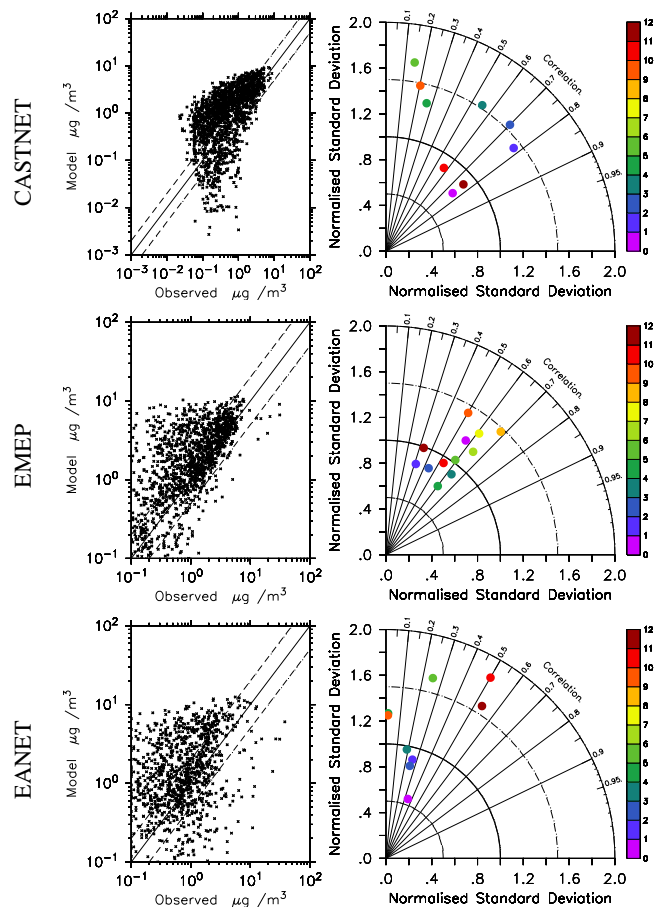 CASTNET
Model μg /m³
10²
10¹
10⁰
10⁻¹
10⁻²
10⁻³
10⁻³ 10⁻² 10⁻¹ 10⁰ 10¹ 10²
Observed μg /m³
Normalised Standard Deviation
2.0
1.6
1.2
.8
.4
.0
.0 .4 .8 1.2 1.6 2.0
Normalised Standard Deviation
0.1 0.2 0.3 0.4 0.5 0.6 0.7 0.8 0.9 0.95.
Correlation.
12
11
10
9
8
7
6
5
4
3
2
1
0
EMEP
Model μg /m³
10²
10¹
10⁰
10⁻¹
10⁻¹ 10⁰ 10¹ 10²
Observed μg /m³
Normalised Standard Deviation
2.0
1.6
1.2
.8
.4
.0
.0 .4 .8 1.2 1.6 2.0
Normalised Standard Deviation
0.1 0.2 0.3 0.4 0.5 0.6 0.7 0.8 0.9 0.95.
Correlation.
12
11
10
9
8
7
6
5
4
3
2
1
0
EANET
Model μg /m³
10²
10¹
10⁰
10⁻¹
10⁻¹ 10⁰ 10¹ 10²
Observed μg /m³
Normalised Standard Deviation
2.0
1.6
1.2
.8
.4
.0
.0 .4 .8 1.2 1.6 2.0
Normalised Standard Deviation
0.1 0.2 0.3 0.4 0.5 0.6 0.7 0.8 0.9 0.95.
Correlation.
12
11
10
9
8
7
6
5
4
3
2
1
0